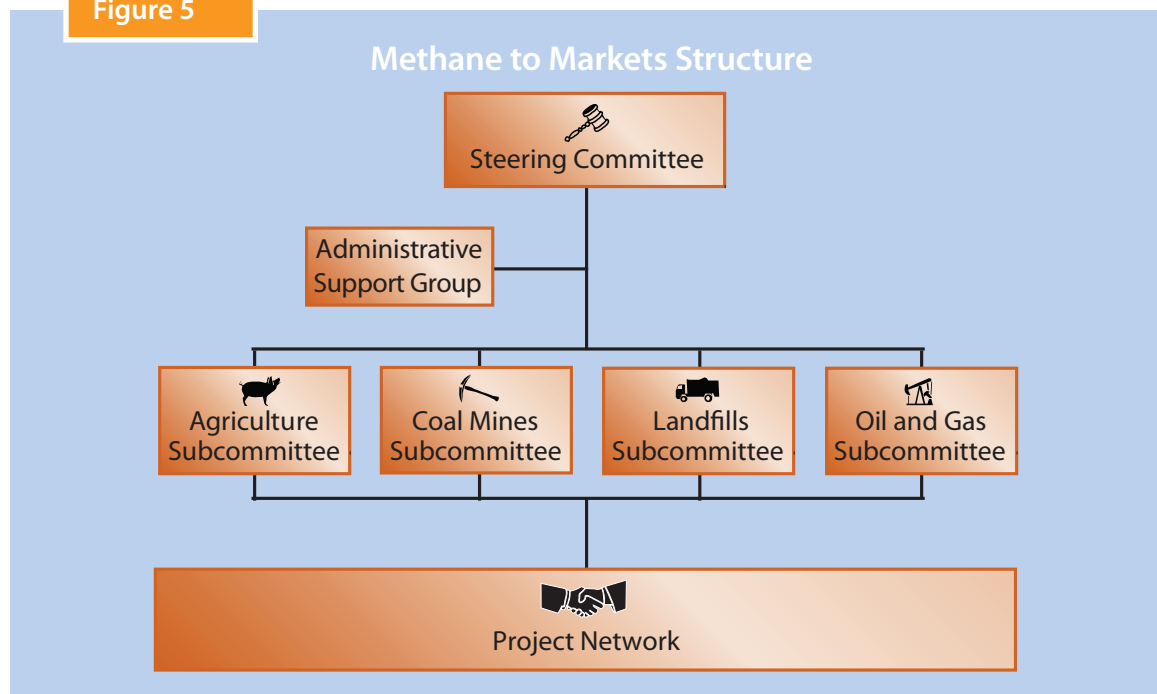 Figure 5
Methane to Markets Structure
Steering Committee
Administrative
Support Group
Agriculture
Subcommittee
Coal Mines
Subcommittee
Landfills
Subcommittee
Oil and Gas
Subcommittee
Project Network